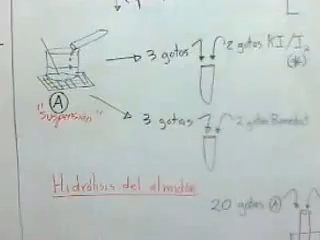 3 gotas
2 gotas KI/I2
(*)
A
"Suspensión"
3 gotas
2 gotas Benedict
Hidrólisis del almidón
20 gotas A